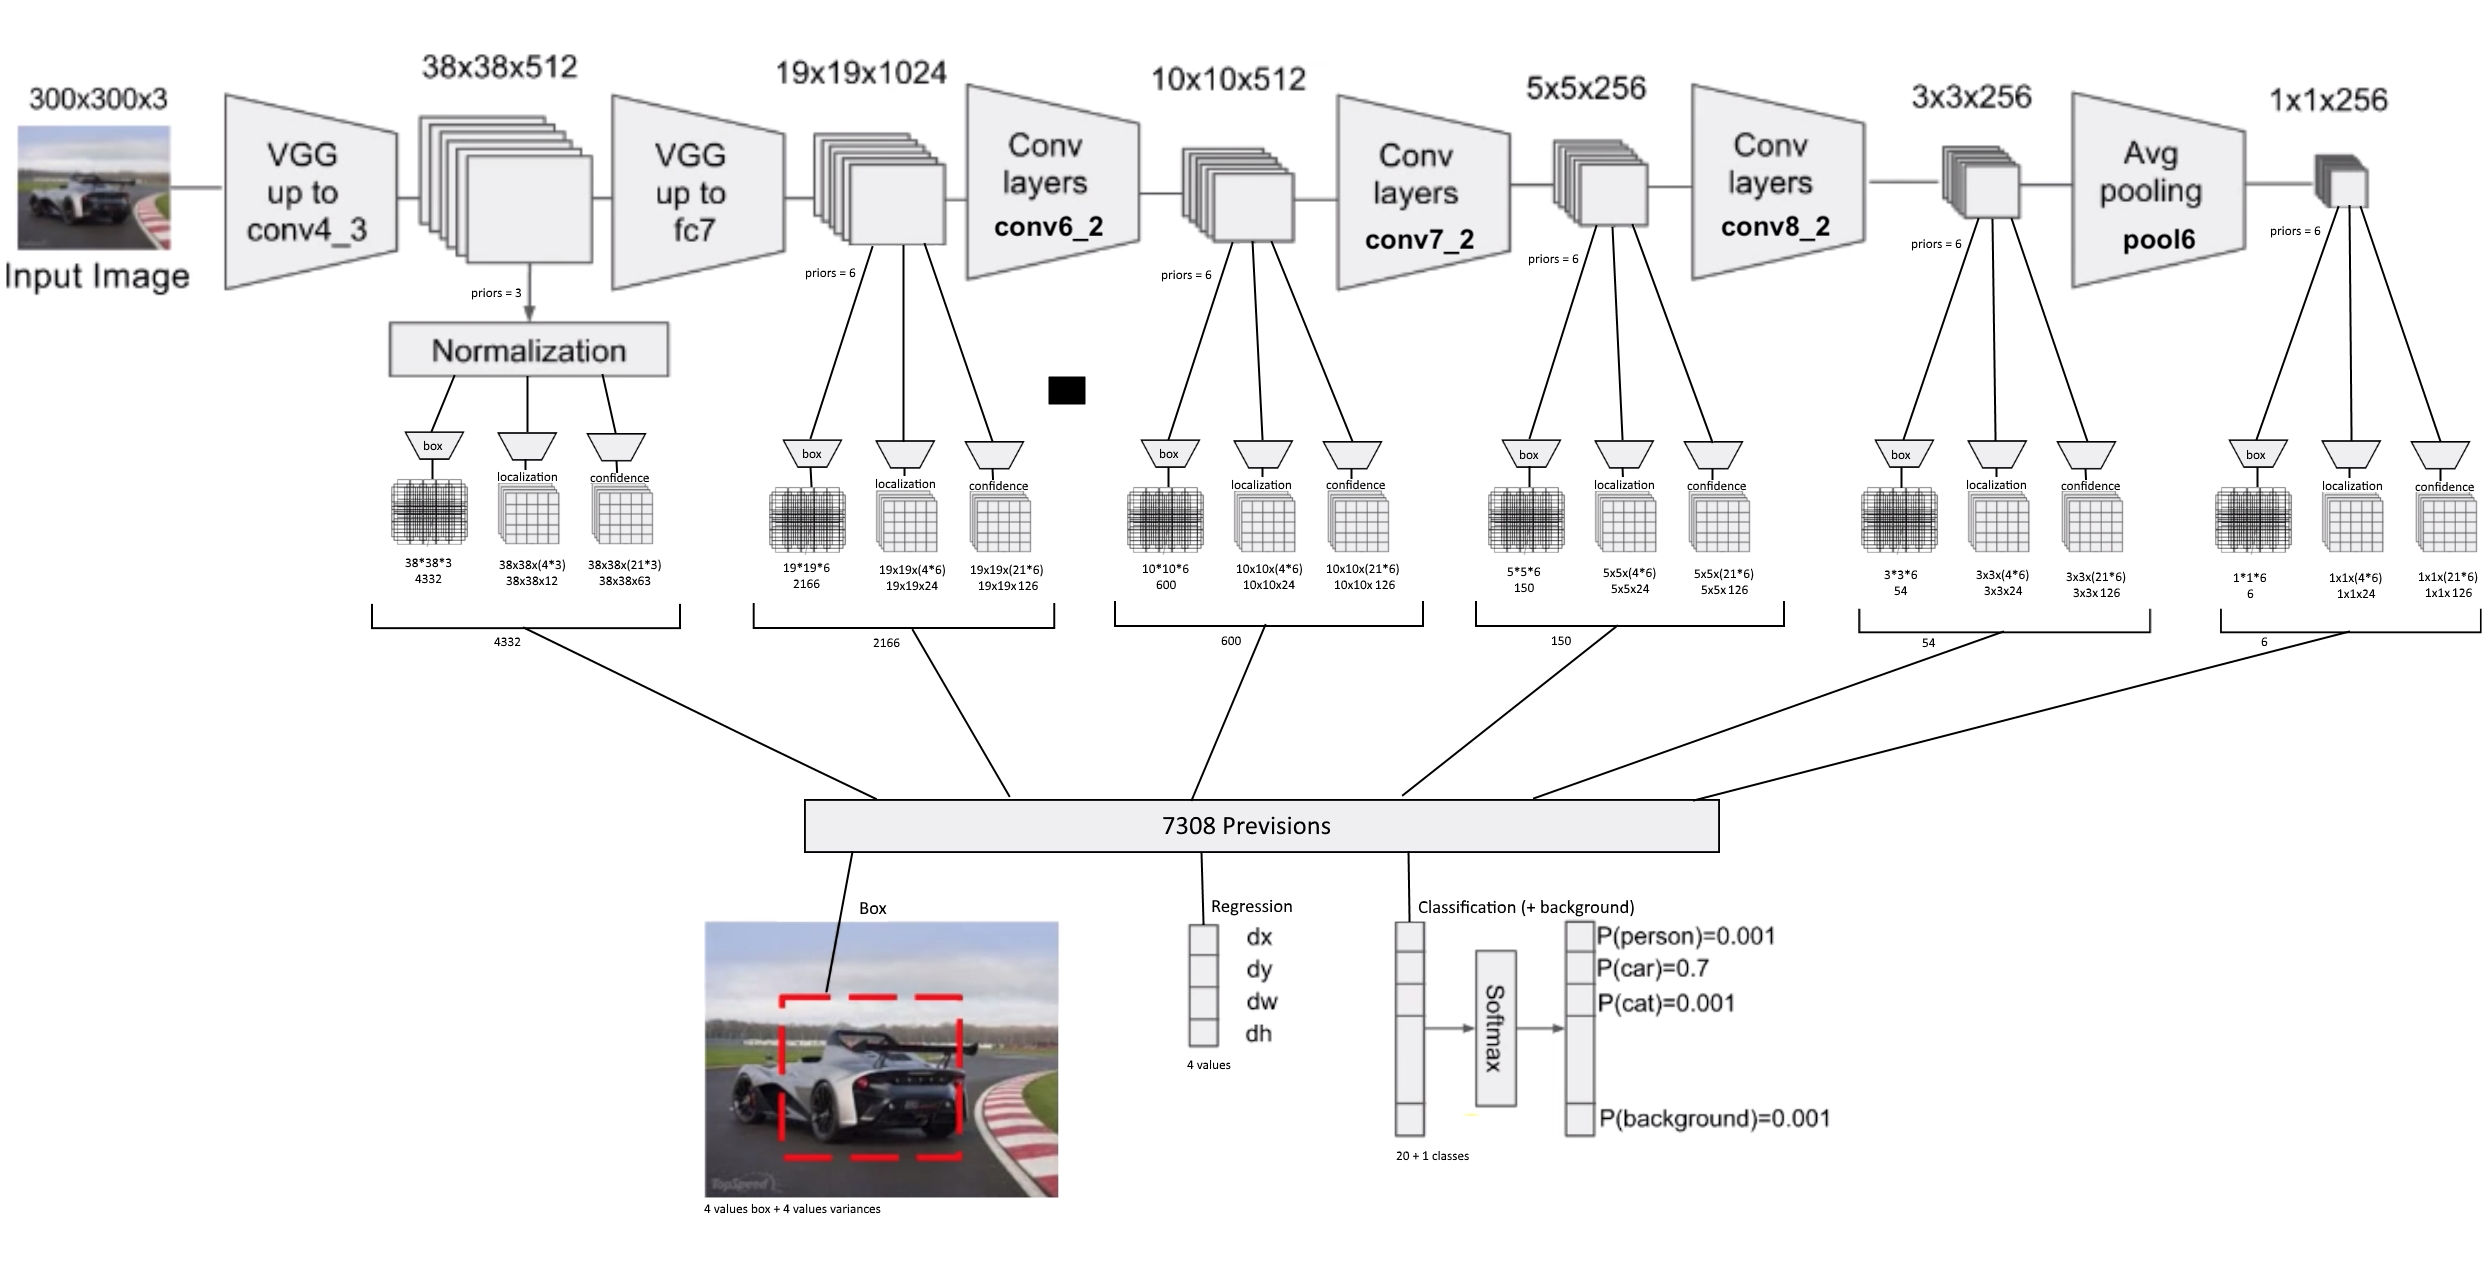 300x300x3
38x38x512
19x19x1024
10x10x512
5x5x256
3x3x256
1x1x256
Input Image
VGG
up to
conv4_3
VGG
up to
fc7
Conv
layers
conv6_2
Conv
layers
conv7_2
Conv
layers
conv8_2
Avg
pooling
pool6
priors = 3
priors = 6
priors = 6
priors = 6
priors = 6
priors = 6
Normalization
box
localization
confidence
38*38*3
4332
38x38x(4*3)
38x38x12
38x38x(21*3)
38x38x63
4332
box
localization
confidence
19*19*6
2166
19x19x(4*6)
19x19x24
19x19x(21*6)
19x19x126
2166
box
localization
confidence
10*10*6
600
10x10x(4*6)
10x10x24
10x10x(21*6)
10x10x126
600
box
localization
confidence
5*5*6
150
5x5x(4*6)
5x5x24
5x5x(21*6)
5x5x126
150
box
localization
confidence
3*3*6
54
3x3x(4*6)
3x3x24
3x3x(21*6)
3x3x126
54
box
localization
confidence
1*1*6
6
1x1x(4*6)
1x1x24
1x1x(21*6)
1x1x126
6
7308 Previsions
Box
TopSpeed
4 values box + 4 values variances
Regression
dx
dy
dw
dh
4 values
Classification (+ background)
Softmax
P(person)=0.001
P(car)=0.7
P(cat)=0.001
P(background)=0.001
20 + 1 classes